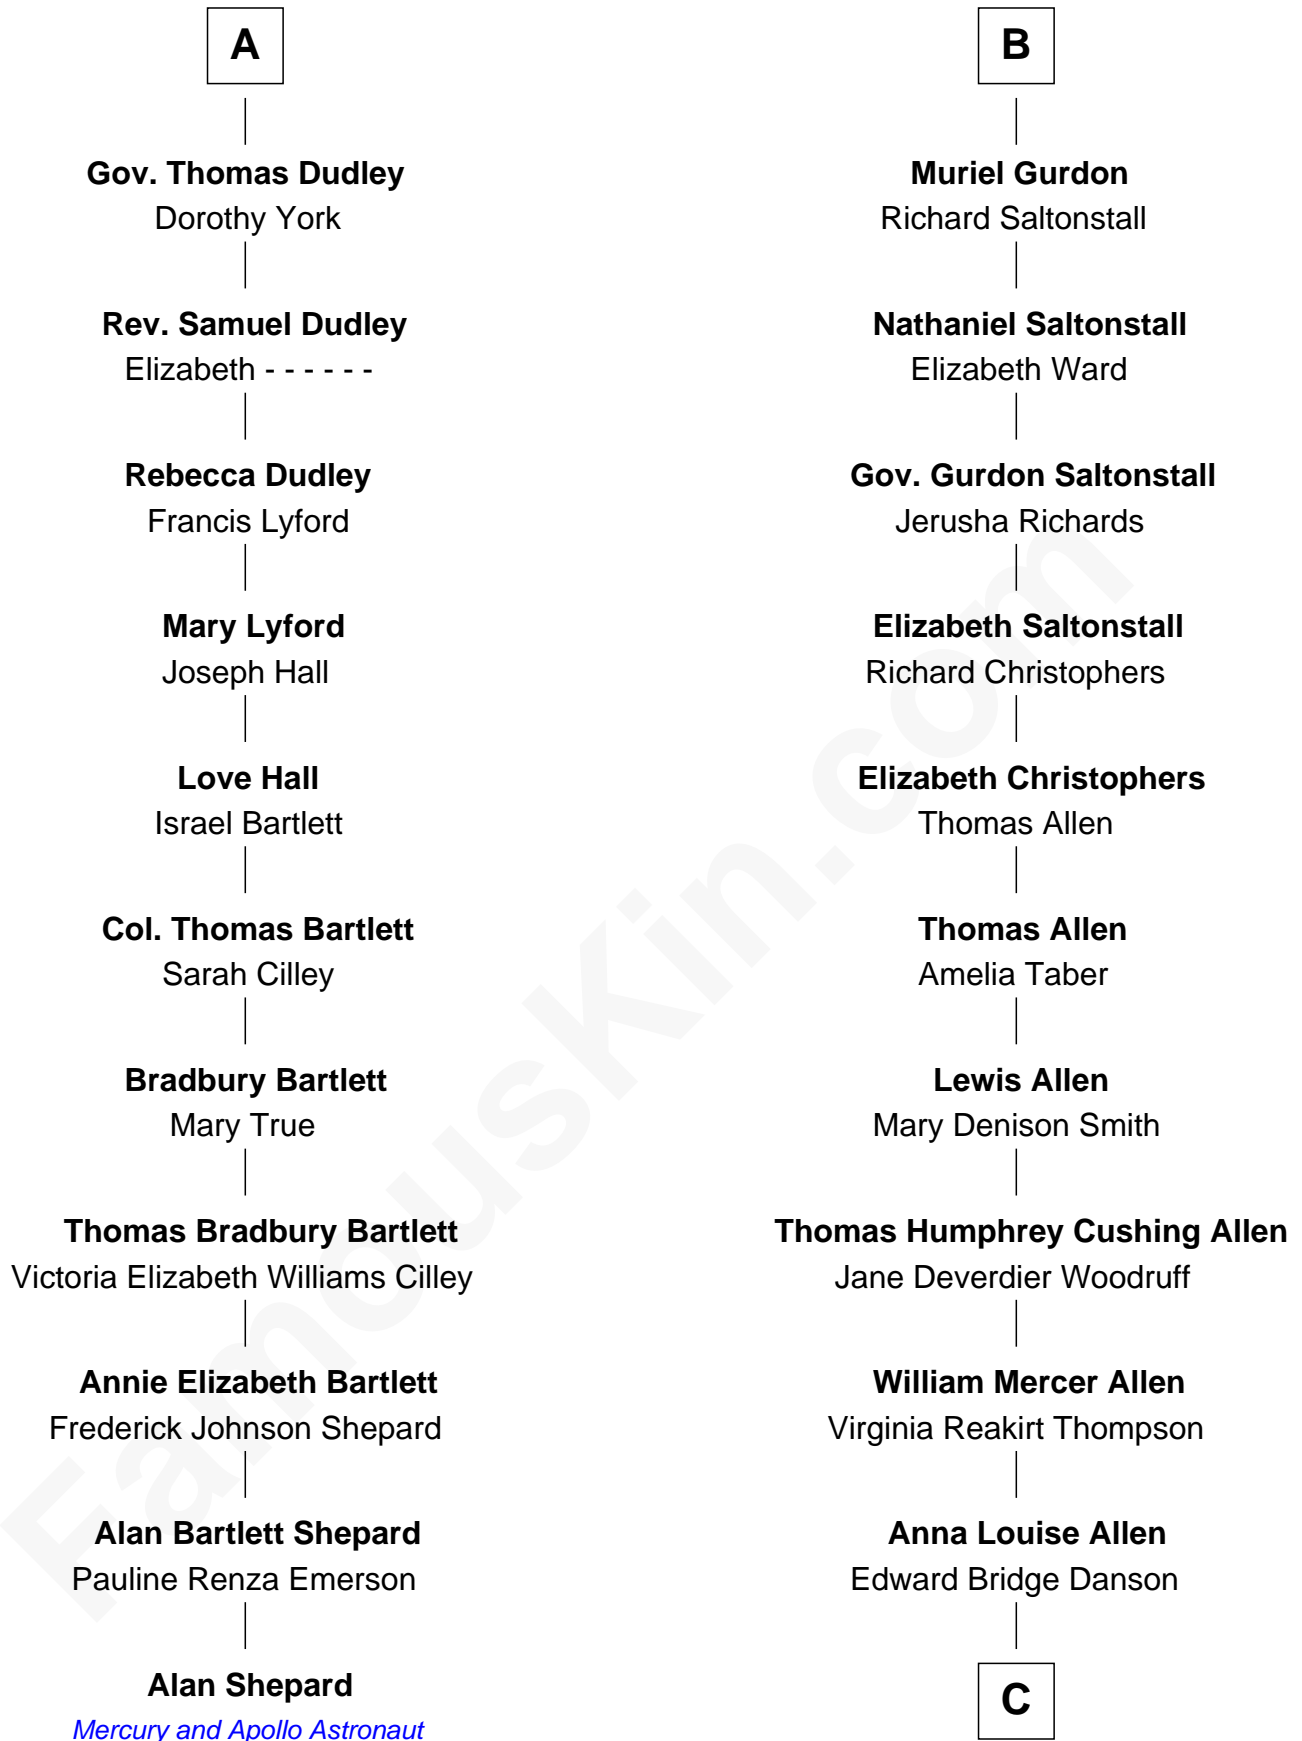 A
Gov. Thomas Dudley
Dorothy York
Rev. Samuel Dudley
Elizabeth - - - - - -
Rebecca Dudley
Francis Lyford
Mary Lyford
Joseph Hall
Love Hall
Israel Bartlett
Col. Thomas Bartlett
Sarah Cilley
Bradbury Bartlett
Mary True
Thomas Bradbury Bartlett
Victoria Elizabeth Williams Cilley
Annie Elizabeth Bartlett
Frederick Johnson Shepard
Alan Bartlett Shepard
Pauline Renza Emerson
Alan Shepard
Mercury and Apollo Astronaut
B
Muriel Gurdon
Richard Saltonstall
Nathaniel Saltonstall
Elizabeth Ward
Gov. Gurdon Saltonstall
Jerusha Richards
Elizabeth Saltonstall
Richard Christophers
Elizabeth Christophers
Thomas Allen
Thomas Allen
Amelia Taber
Lewis Allen
Mary Denison Smith
Thomas Humphrey Cushing Allen
Jane Deverdier Woodruff
William Mercer Allen
Virginia Reakirt Thompson
Anna Louise Allen
Edward Bridge Danson
C
FamousKin.com